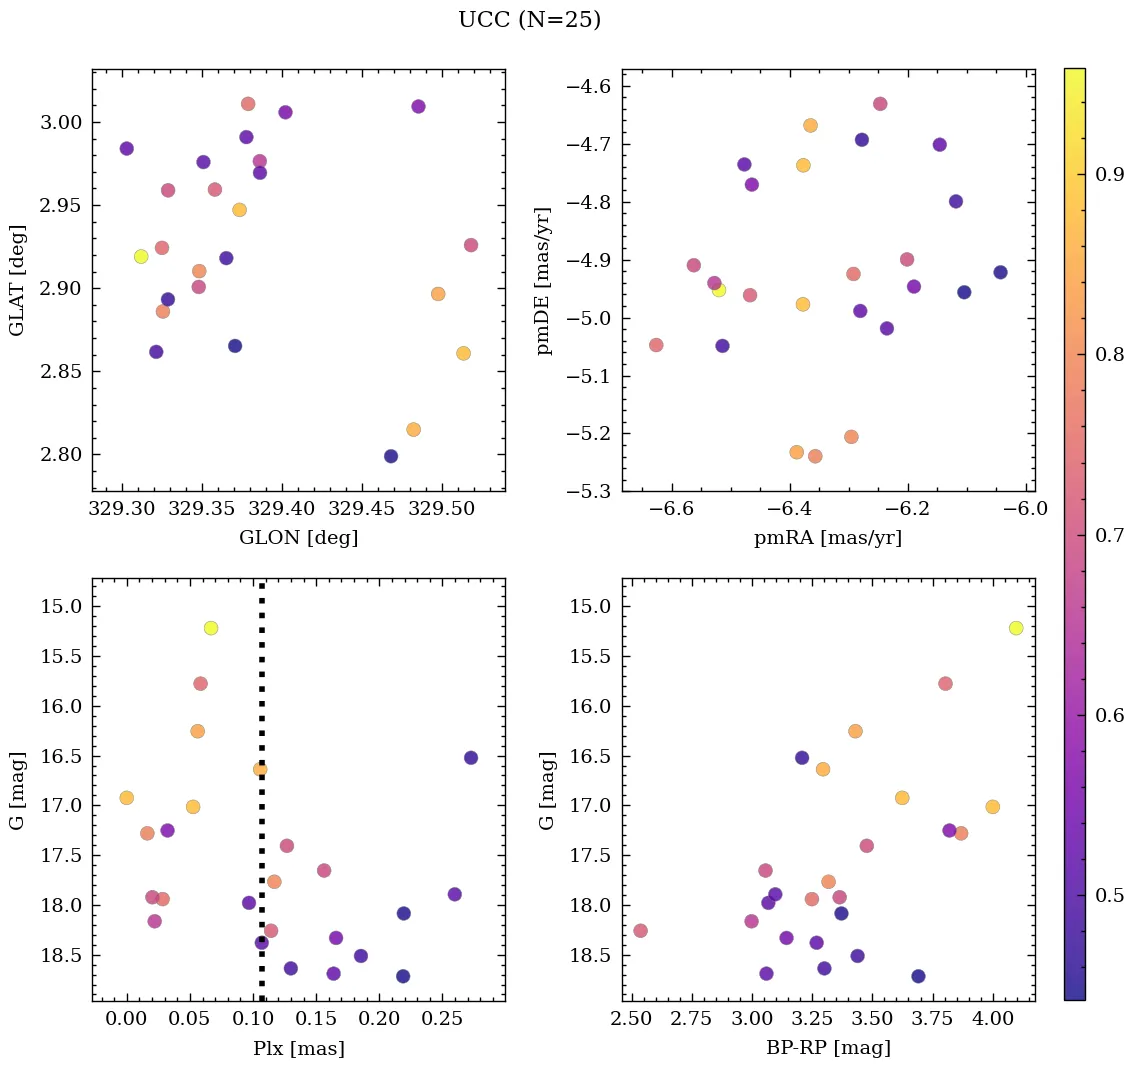 UCC (N=25)
3.00
2.95
2.90
2.85
2.80
GLAT [deg]
329.30 329.35 329.40 329.45 329.50
GLON [deg]
−4.6
−4.7
−4.8
−4.9
−5.0
−5.1
−5.2
−5.3
pmDE [mas/yr]
−6.6 −6.4 −6.2 −6.0
pmRA [mas/yr]
0.9
0.8
0.7
0.6
0.5
15.0
15.5
16.0
16.5
17.0
17.5
18.0
18.5
G [mag]
0.00 0.05 0.10 0.15 0.20 0.25
Plx [mas]
15.0
15.5
16.0
16.5
17.0
17.5
18.0
18.5
G [mag]
2.50 2.75 3.00 3.25 3.50 3.75 4.00
BP-RP [mag]